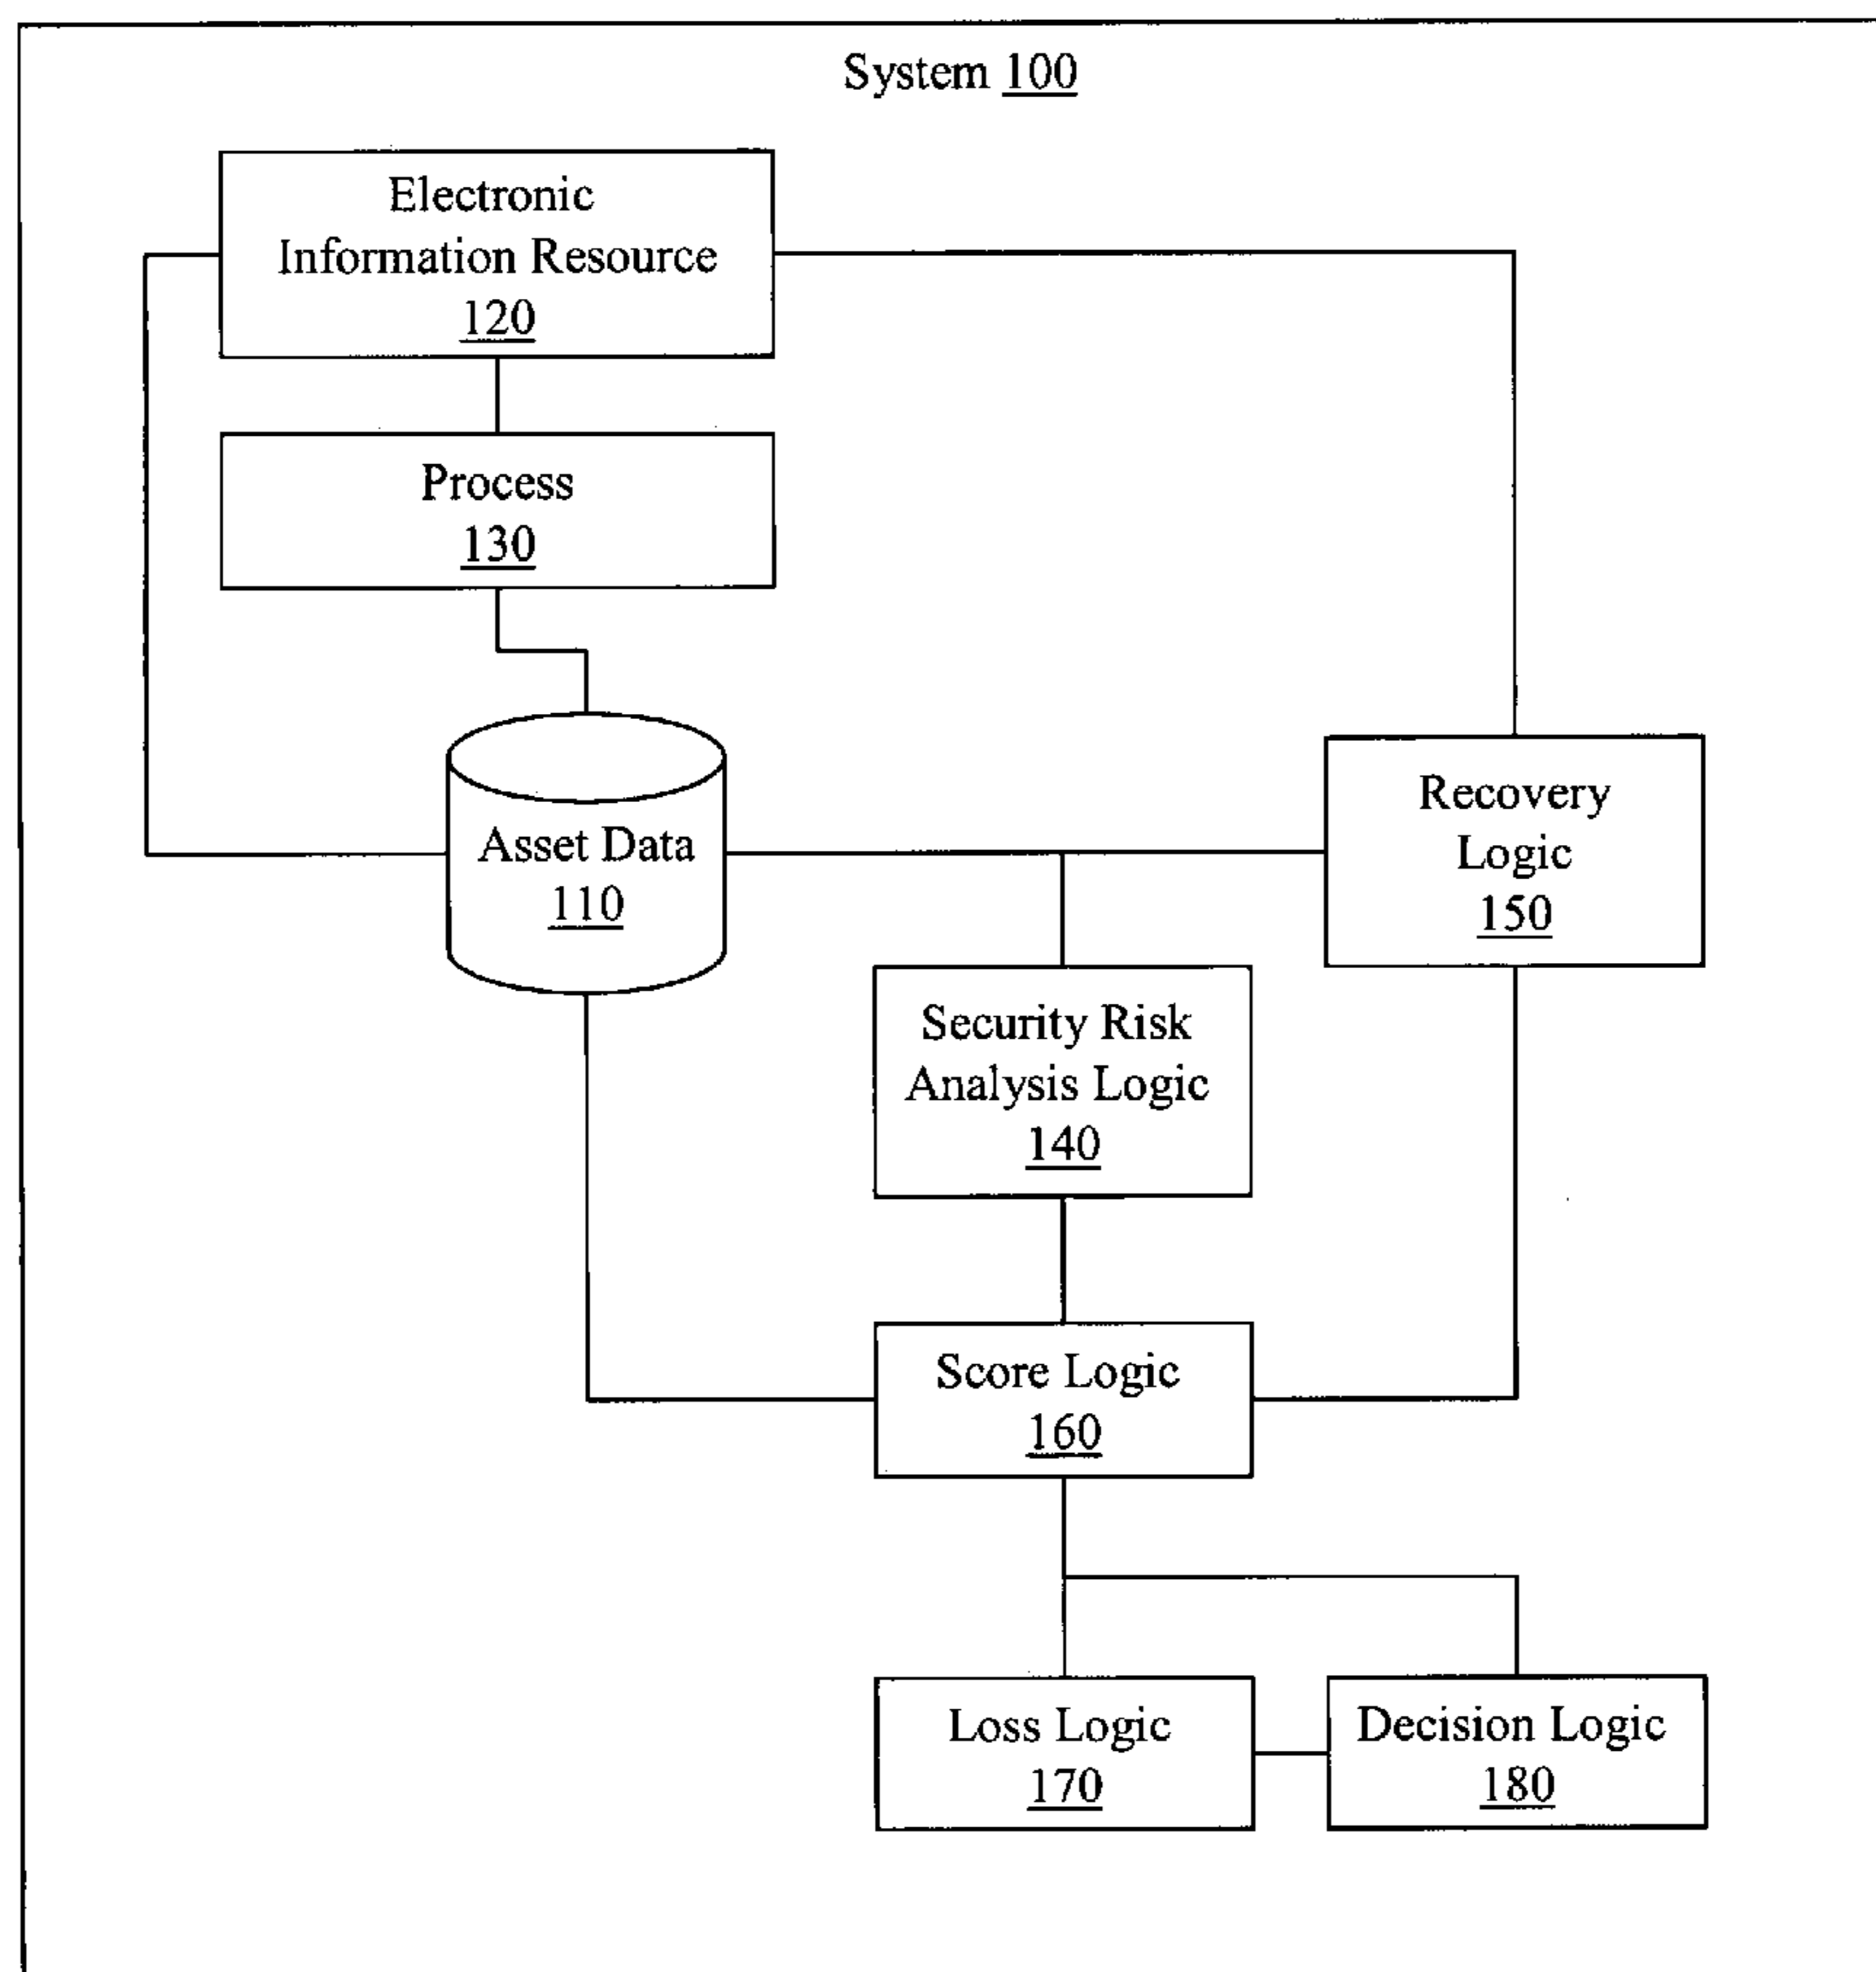 System 100
Electronic
Information Resource
120
Process
130
Asset Data
110
Recovery
Logic
150
Security Risk
Analysis Logic
140
Score Logic
160
Loss Logic
170
Decision Logic
180